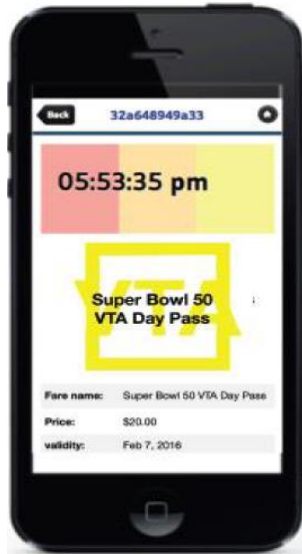 Back 32a648949a33
05:53:35 pm
VTA
Super Bowl 50
VTA Day Pass
Fare name: Super Bowl 50 VTA Day Pass
Price: $20.00
validity: Feb 7, 2016